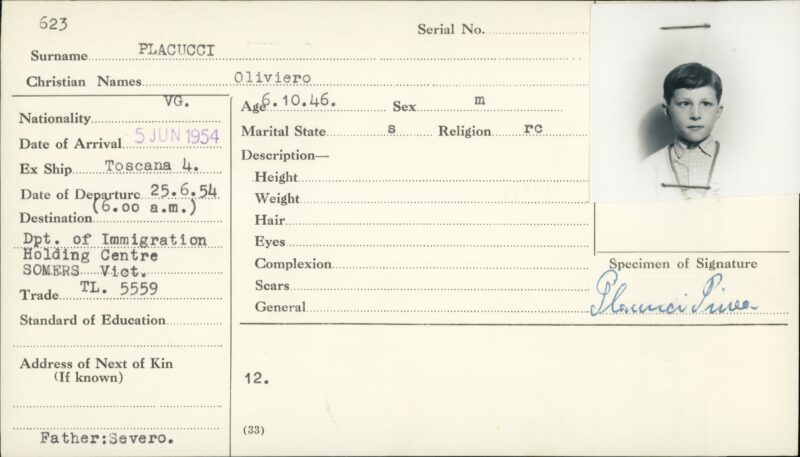 623
Serial No.
Surname PLACUCCI
Christian Names Oliviero
Nationality VG.
Date of Arrival 5 JUN 1954
Ex Ship Toscana 4.
Date of Departure 25.6.54
(6.00 a.m.)
Destination
Dpt. of Immigration
Holding Centre
SOMERS Vict.
Trade TL. 5559
Standard of Education
Address of Next of Kin
(If known)
Father:Severo.
Age 6.10.46. Sex m
Marital State s Religion rc
Description—
Height
Weight
Hair
Eyes
Complexion
Scars
General
12.
(33)
Specimen of Signature
Placucci